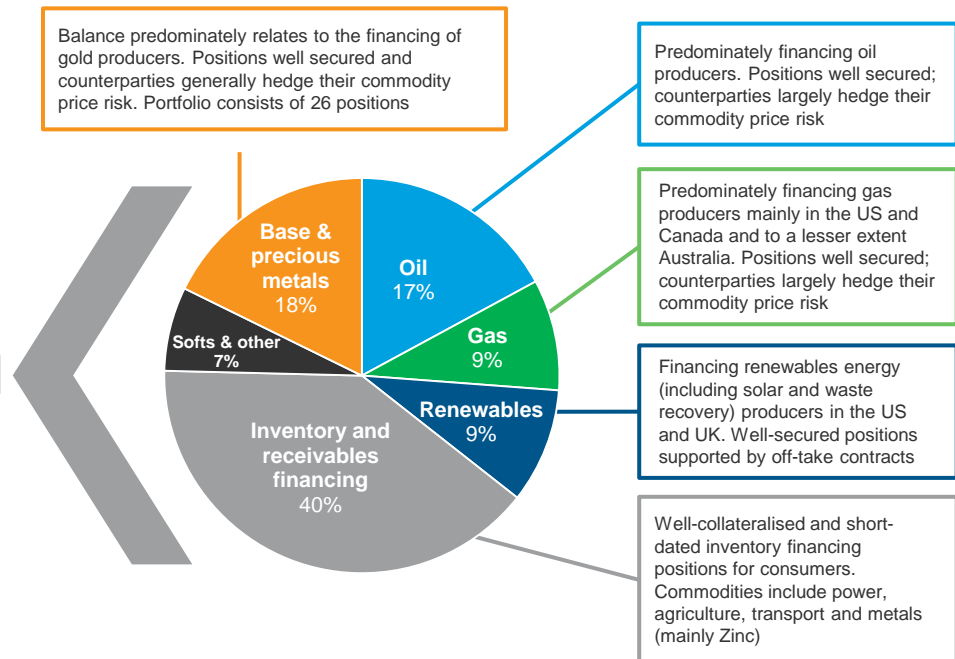 Balance predominately relates to the financing of
gold producers. Positions well secured and
counterparties generally hedge their commodity
price risk. Portfolio consists of 26 positions
Predominately financing oil
producers. Positions well secured;
counterparties largely hedge their
commodity price risk
Predominately financing gas
producers mainly in the US and
Canada and to a lesser extent
Australia. Positions well secured;
counterparties largely hedge their
commodity price risk
Financing renewables energy
(including solar and waste
recovery) producers in the US
and UK. Well-secured positions
supported by off-take contracts
Well-collateralised and short-
dated inventory financing
positions for consumers.
Commodities include power,
agriculture, transport and metals
(mainly Zinc)
Base &
precious
metals
18%
Oil
17%
Gas
9%
Renewables
9%
Inventory and
receivables
financing
40%
Softs & other
7%